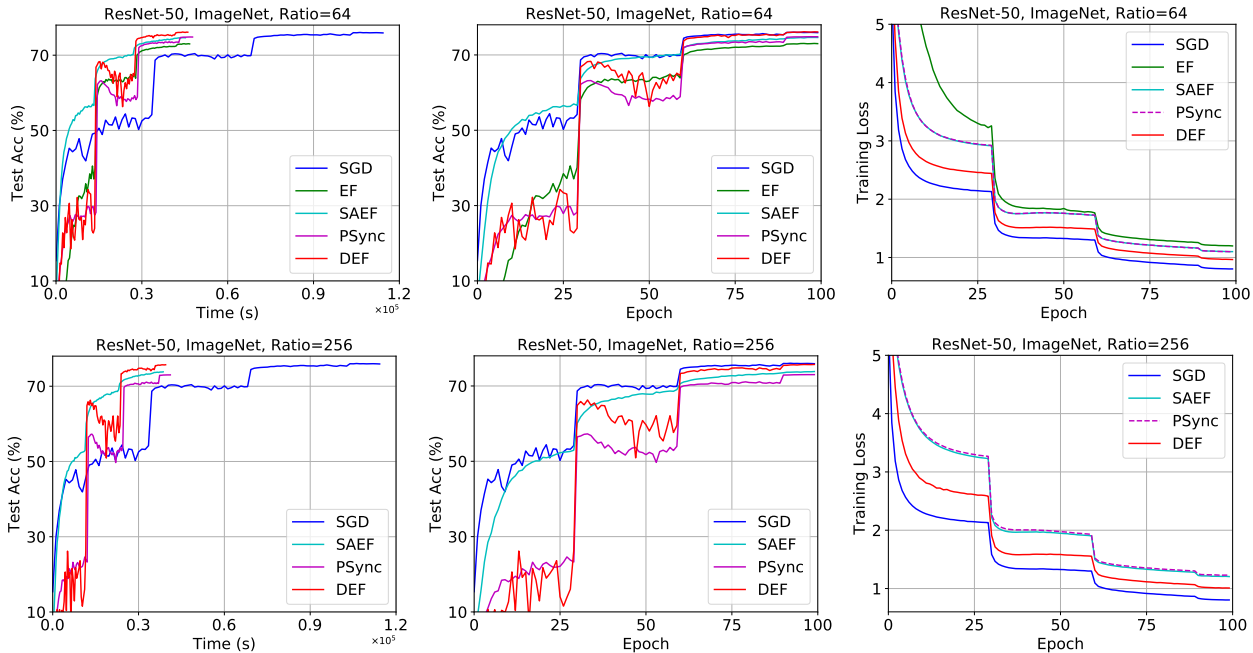 ResNet-50, ImageNet, Ratio=64
Test Acc (%)
70
50
30
10
SGD
EF
SAEF
PSync
DEF
0.0 0.3 0.6 0.9 1.2
Time (s)
×10⁵
ResNet-50, ImageNet, Ratio=64
Test Acc (%)
70
50
30
10
SGD
EF
SAEF
PSync
DEF
0 25 50 75 100
Epoch
ResNet-50, ImageNet, Ratio=64
Training Loss
5
4
3
2
1
SGD
EF
SAEF
PSync
DEF
0 25 50 75 100
Epoch
ResNet-50, ImageNet, Ratio=256
Test Acc (%)
70
50
30
10
SGD
SAEF
PSync
DEF
0.0 0.3 0.6 0.9 1.2
Time (s)
×10⁵
ResNet-50, ImageNet, Ratio=256
Test Acc (%)
70
50
30
10
SGD
SAEF
PSync
DEF
0 25 50 75 100
Epoch
ResNet-50, ImageNet, Ratio=256
Training Loss
5
4
3
2
1
SGD
SAEF
PSync
DEF
0 25 50 75 100
Epoch